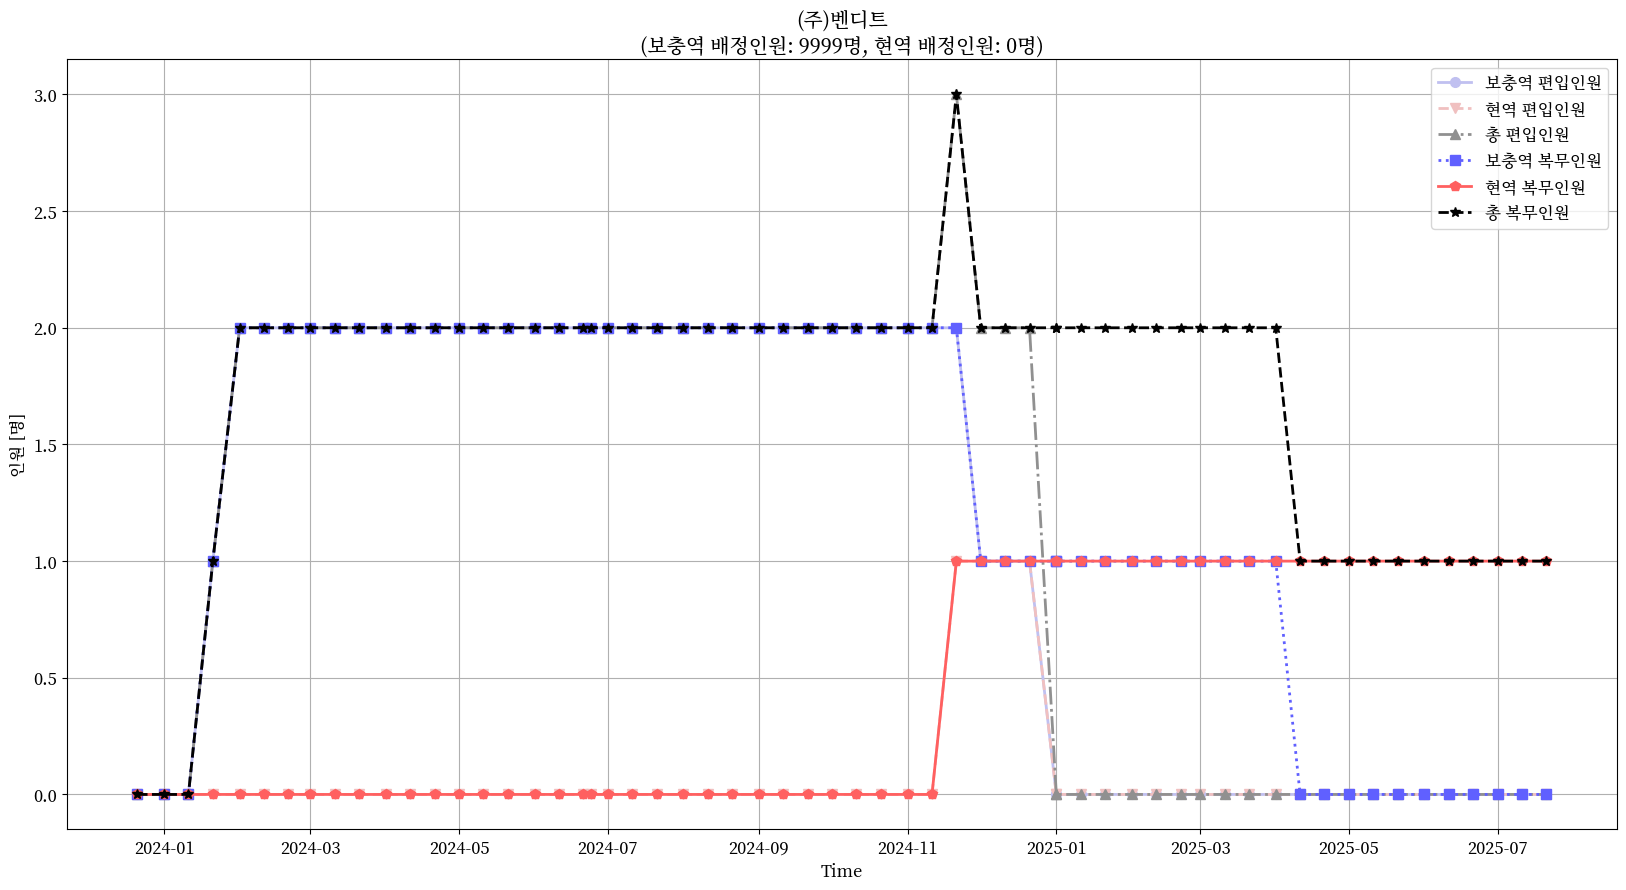 (주)벤디트
(보충역 배정인원: 9999명, 현역 배정인원: 0명)
3.0
2.5
2.0
1.5
1.0
0.5
0.0
인원 [명]
보충역 편입인원
현역 편입인원
총 편입인원
보충역 복무인원
현역 복무인원
총 복무인원
2024-01 2024-03 2024-05 2024-07 2024-09 2024-11 2025-01 2025-03 2025-05 2025-07
Time